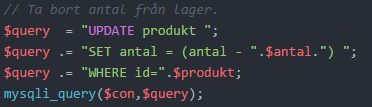 // Ta bort antal från lager.
$query  = "UPDATE produkt ";
$query .= "SET antal = (antal - ".$antal.") ";
$query .= "WHERE id=".$produkt;
mysqli_query($con,$query);